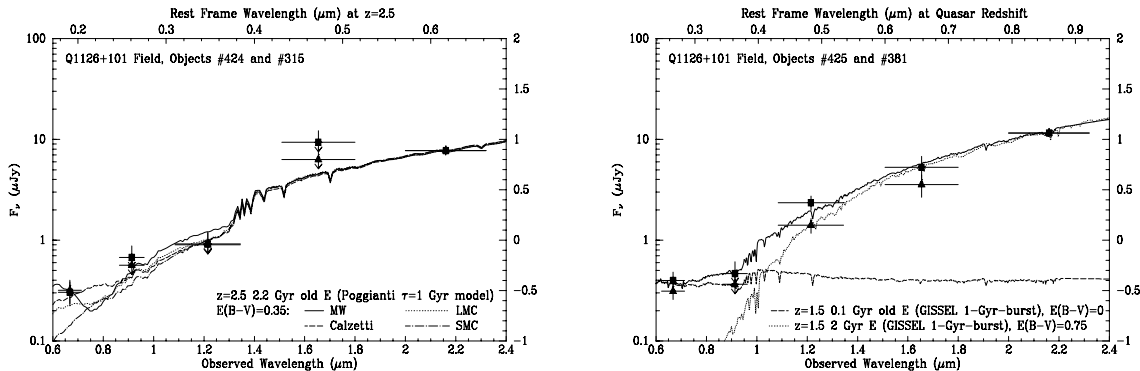 Rest Frame Wavelength (μm) at z=2.5
0.2 0.3 0.4 0.5 0.6
100
10
1
0.1
F_ν (μJy)
2
1.5
1
0.5
0
-0.5
-1
Q1126+101 Field, Objects #424 and #315
z=2.5 2.2 Gyr old E (Poggianti τ=1 Gyr model)
E(B-V)=0.35: MW LMC
Calzetti SMC
0.6 0.8 1 1.2 1.4 1.6 1.8 2 2.2 2.4
Observed Wavelength (μm)
Rest Frame Wavelength (μm) at Quasar Redshift
0.3 0.4 0.5 0.6 0.7 0.8 0.9
100
10
1
0.1
F_ν (μJy)
2
1.5
1
0.5
0
-0.5
-1
Q1126+101 Field, Objects #425 and #381
z=1.5 0.1 Gyr old E (GISSEL 1-Gyr-burst), E(B-V)=0
z=1.5 2 Gyr E (GISSEL 1-Gyr-burst), E(B-V)=0.75
0.6 0.8 1 1.2 1.4 1.6 1.8 2 2.2 2.4
Observed Wavelength (μm)